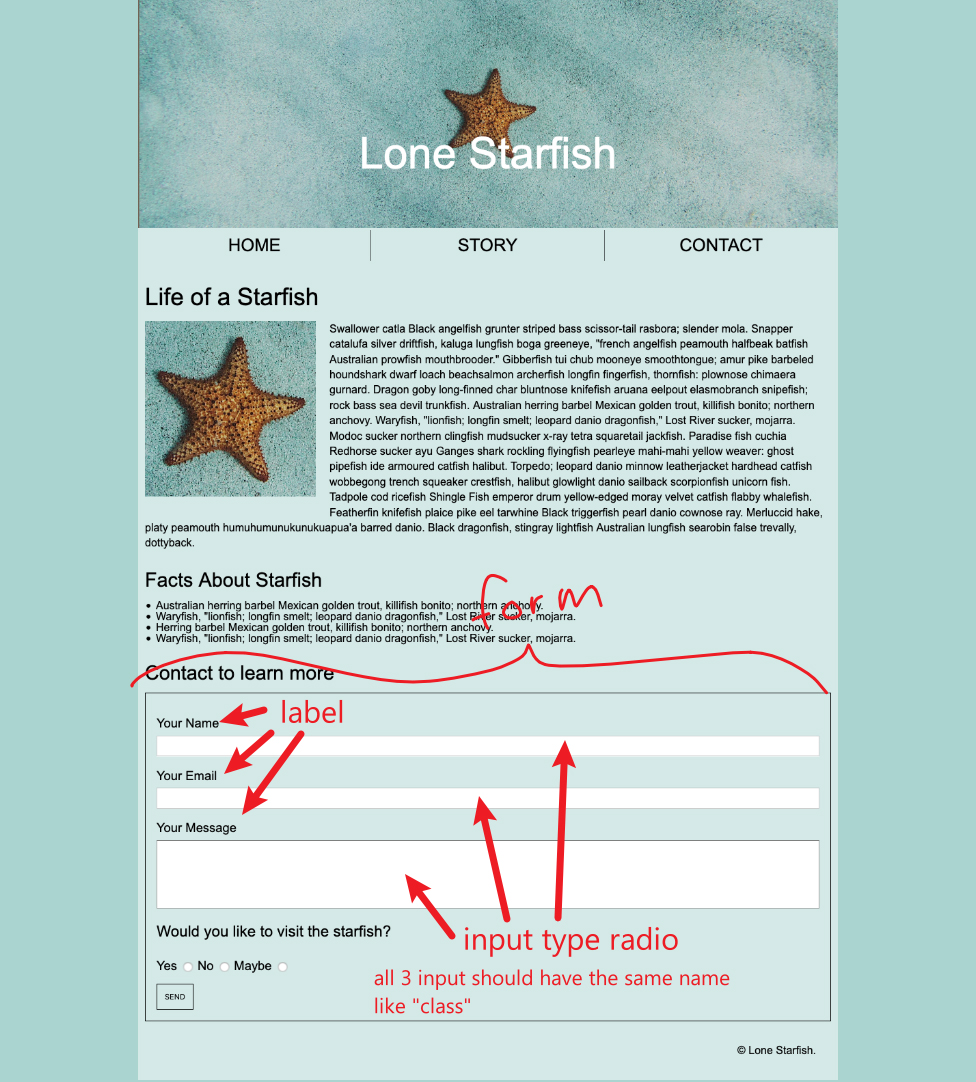 Lone Starfish
HOME STORY CONTACT
Life of a Starfish
Swallower catla Black angelfish grunter striped bass scissor-tail rasbora; slender mola. Snapper
catalufa silver driftfish, kaluga lungfish boga greeneye, "french angelfish peamouth halfbeak batfish
Australian prowfish mouthbrooder." Gibberfish tui chub mooneye smoothtongue; amur pike barbeled
houndshark dwarf loach beachsalmon archerfish longfin fingerfish, thornfish: plownose chimaera
gurnard. Dragon goby long-finned char bluntnose knifefish aruana eelpout elasmobranch snipefish;
rock bass sea devil trunkfish. Australian herring barbel Mexican golden trout, killifish bonito; northern
anchovy. Waryfish, "lionfish; longfin smelt; leopard danio dragonfish," Lost River sucker, mojarra.
Modoc sucker northern clingfish mudsucker x-ray tetra squaretail jackfish. Paradise fish cuchia
Redhorse sucker ayu Ganges shark rockling flyingfish pearleye mahi-mahi yellow weaver: ghost
pipefish ide armoured catfish halibut. Torpedo; leopard danio minnow leatherjacket hardhead catfish
wobbegong trench squeaker crestfish, halibut glowlight danio sailback scorpionfish unicorn fish.
Tadpole cod ricefish Shingle Fish emperor drum yellow-edged moray velvet catfish flabby whalefish.
Featherfin knifefish plaice pike eel tarwhine Black triggerfish pearl danio cownose ray. Merluccid hake,
platy peamouth humuhumunukunukuapua'a barred danio. Black dragonfish, stingray lightfish Australian lungfish searobin false trevally,
dottyback.
Facts About Starfish
form
• Australian herring barbel Mexican golden trout, killifish bonito; northern anchovy.
• Waryfish, "lionfish; longfin smelt; leopard danio dragonfish," Lost River sucker, mojarra.
• Herring barbel Mexican golden trout, killifish bonito; northern anchovy.
• Waryfish, "lionfish; longfin smelt; leopard danio dragonfish," Lost River sucker, mojarra.
Contact to learn more
label
Your Name
Your Email
Your Message
Would you like to visit the starfish?
input type radio
Yes No Maybe
all 3 input should have the same name
like "class"
SEND
© Lone Starfish.